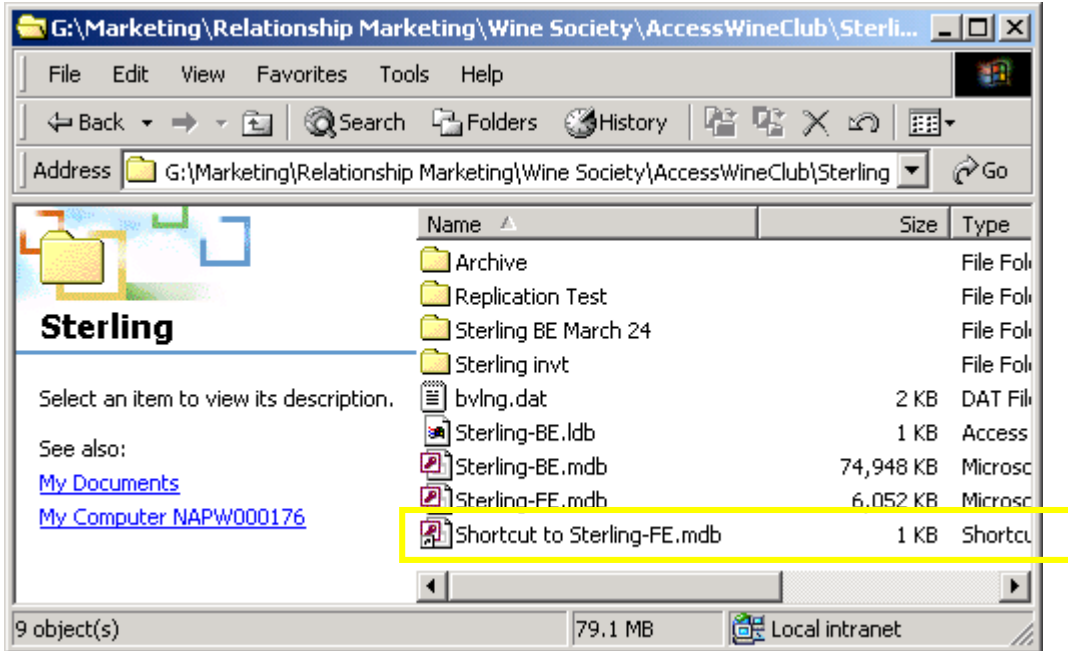 G:\Marketing\Relationship Marketing\Wine Society\AccessWineClub\Sterli...
File Edit View Favorites Tools Help
Back Search Folders History
Address G:\Marketing\Relationship Marketing\Wine Society\AccessWineClub\Sterling Go
Name Size Type
Archive File Fol
Replication Test File Fol
Sterling BE March 24 File Fol
Sterling invt File Fol
bvlng.dat 2 KB DAT Fil
Sterling-BE.ldb 1 KB Access
Sterling-BE.mdb 74,948 KB Microsc
Sterling-FE.mdb 6,052 KB Microsc
Shortcut to Sterling-FE.mdb 1 KB Shortcu
Sterling
Select an item to view its description.
See also:
My Documents
My Computer NAPW000176
9 object(s) 79.1 MB Local intranet